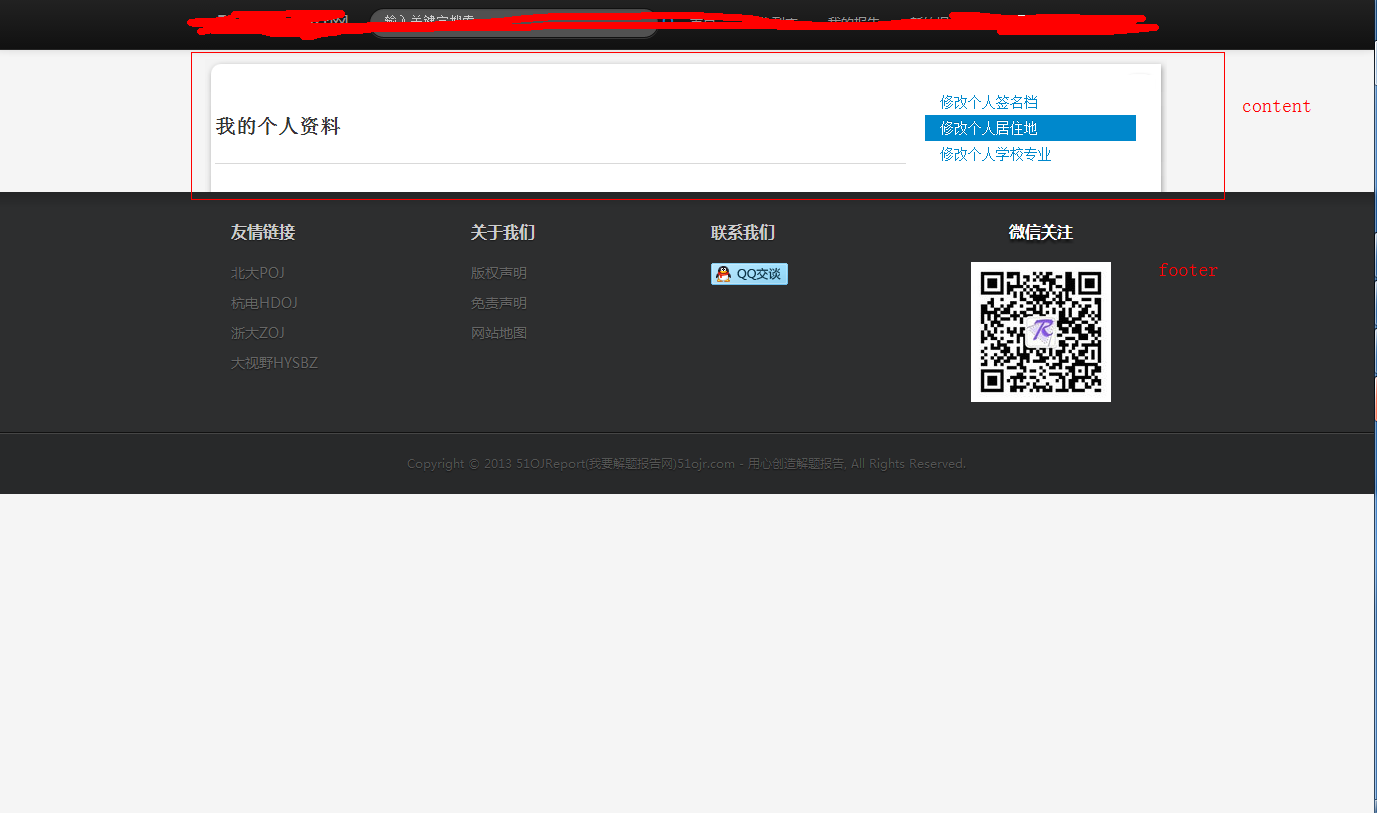 输入关键字搜索
我的报告
修改个人签名档
我的个人资料
修改个人居住地
修改个人学校专业
content
友情链接
关于我们
联系我们
微信关注
北大POJ
版权声明
QQ交谈
footer
杭电HDOJ
免责声明
浙大ZOJ
网站地图
大视野HYSBZ
Copyright © 2013 51OJReport(我要解题报告网)51ojr.com - 用心创造解题报告, All Rights Reserved.